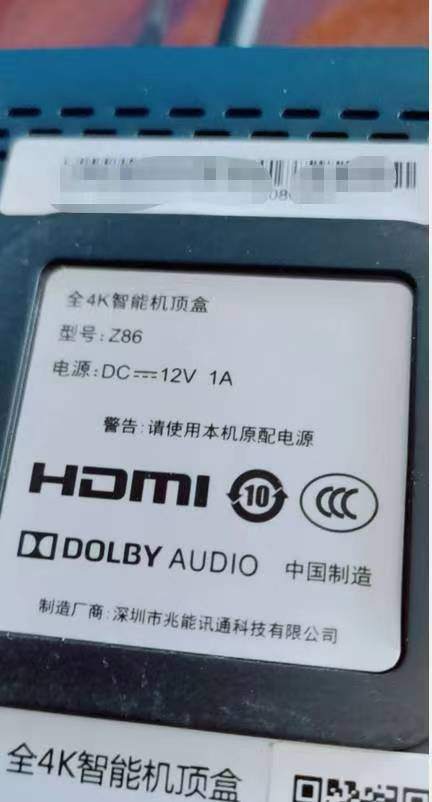 全4K智能机顶盒
型号:Z86
电源:DC⎓12V 1A
警告:请使用本机原配电源
HDMI 10 CCC
DOLBY AUDIO 中国制造
制造厂商:深圳市兆能讯通科技有限公司
全4K智能机顶盒